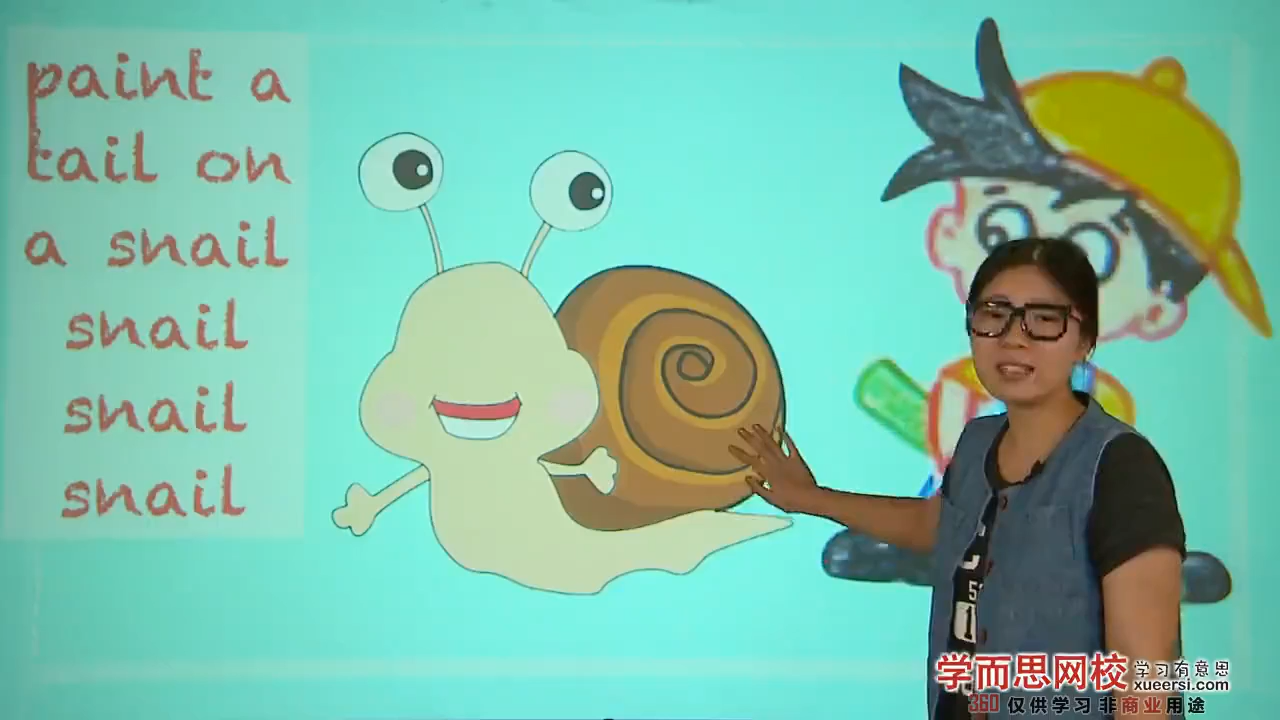 paint a
tail on
a snail
snail
snail
snail
学而思网校 学习有意思
xueersi.com
360 仅供学习 非商业用途